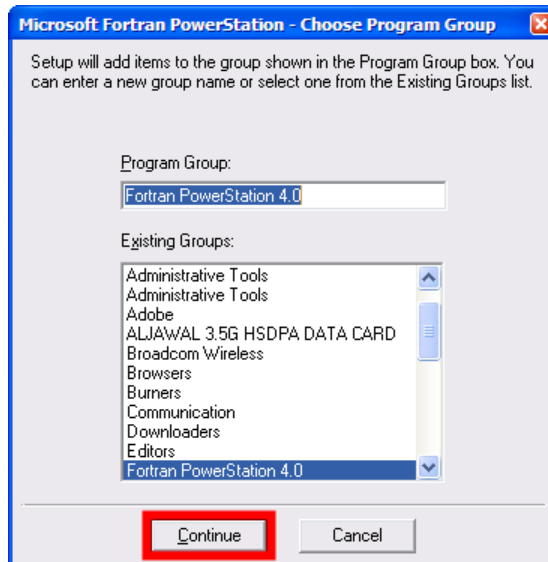 Microsoft Fortran PowerStation - Choose Program Group
Setup will add items to the group shown in the Program Group box. You
can enter a new group name or select one from the Existing Groups list.
Program Group:
Fortran PowerStation 4.0
Existing Groups:
Administrative Tools
Administrative Tools
Adobe
ALJAWAL 3.5G HSDPA DATA CARD
Broadcom Wireless
Browsers
Burners
Communication
Downloaders
Editors
Fortran PowerStation 4.0
Continue
Cancel